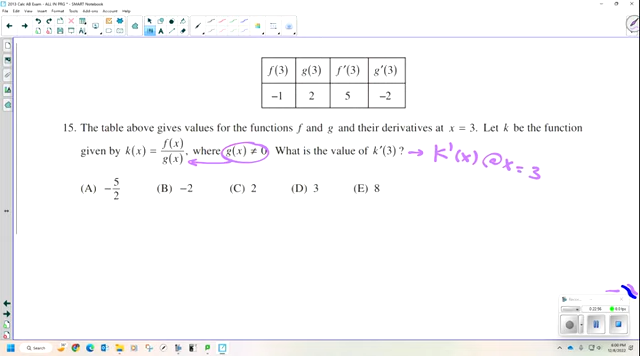 2013 Calc AB Exam - ALL IN PRG * - SMART Notebook
File Edit View Insert Format Tools Add-ons Help
f(3) g(3) f′(3) g′(3)
−1 2 5 −2
15. The table above gives values for the functions f and g and their derivatives at x = 3. Let k be the function
given by k(x) = f(x)/g(x), where g(x) ≠ 0. What is the value of k′(3) ? → K'(x) @ x = 3
(A) −5/2 (B) −2 (C) 2 (D) 3 (E) 8
Search
6:00 PM